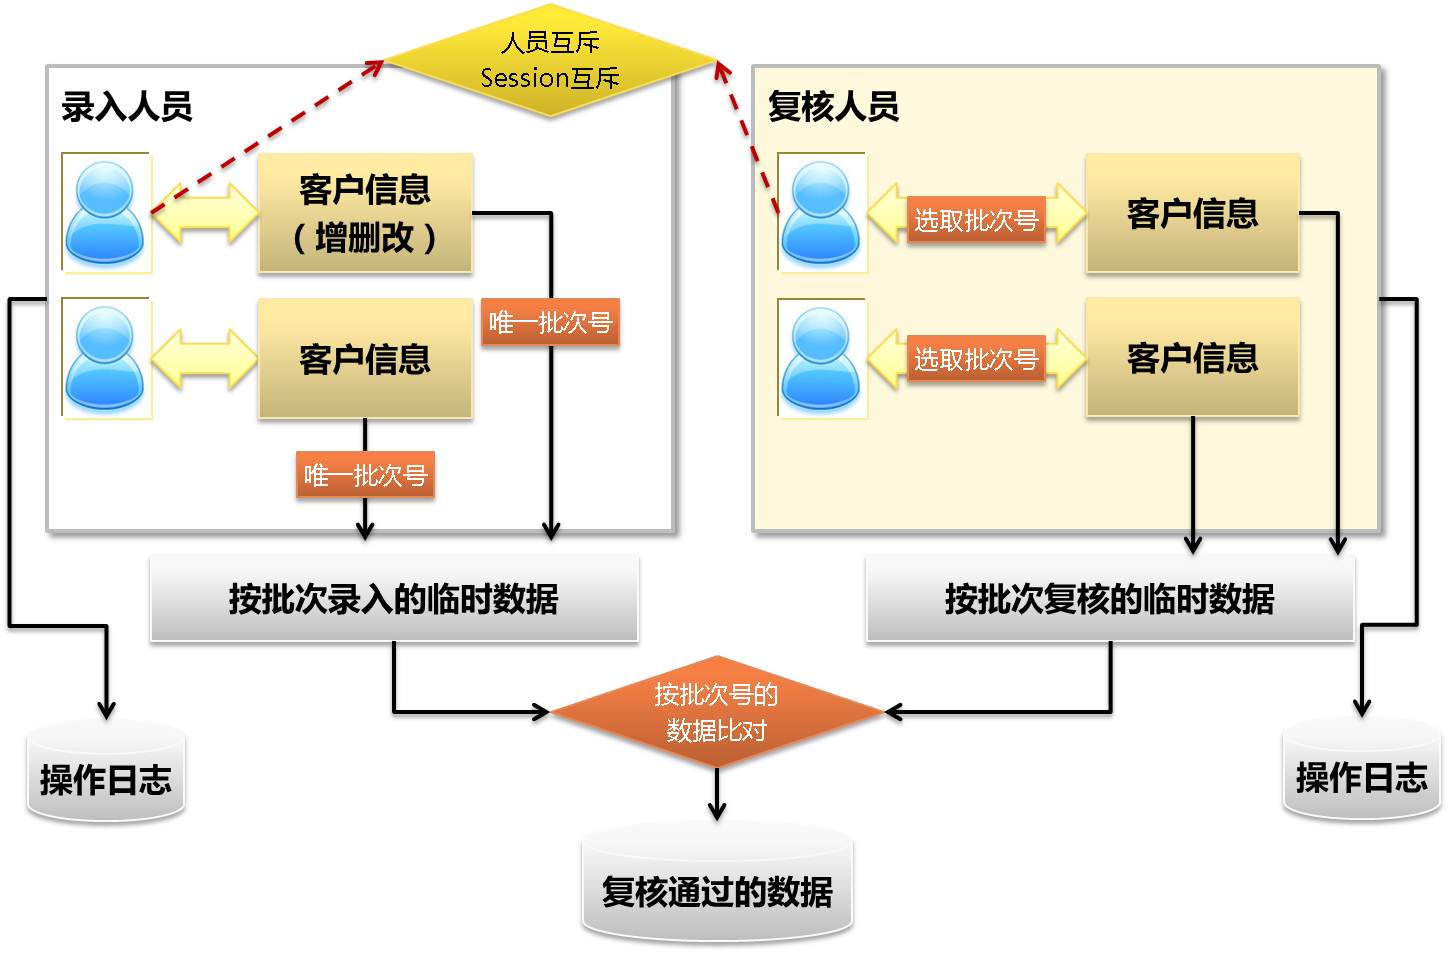 人员互斥
Session互斥
录入人员
客户信息
（增删改）
唯一批次号
客户信息
唯一批次号
按批次录入的临时数据
复核人员
选取批次号
客户信息
选取批次号
客户信息
按批次复核的临时数据
按批次号的
数据比对
操作日志
操作日志
复核通过的数据